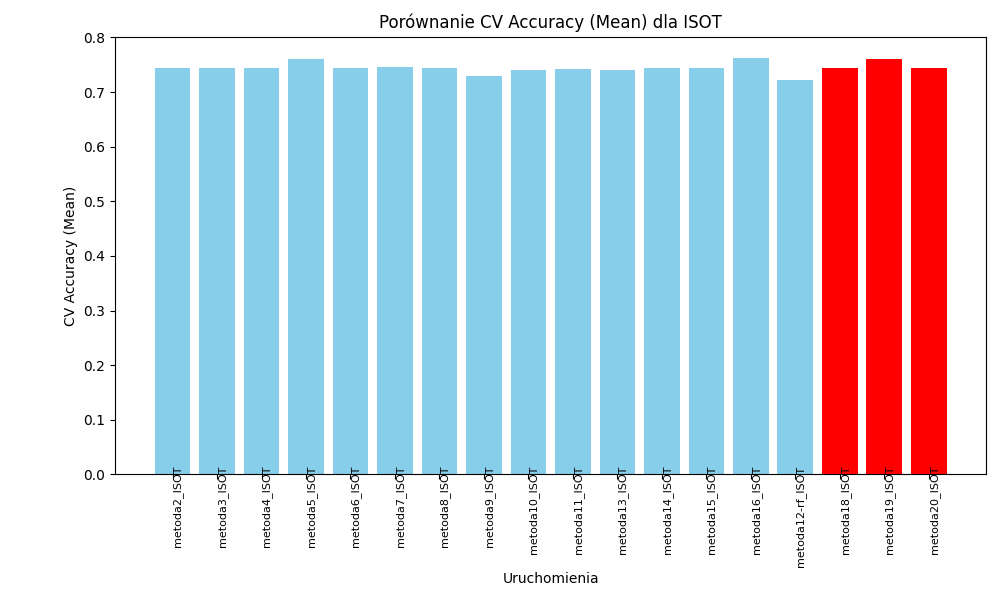 Porównanie CV Accuracy (Mean) dla ISOT
CV Accuracy (Mean)
0.8
0.7
0.6
0.5
0.4
0.3
0.2
0.1
0.0
metoda2_ISOT
metoda3_ISOT
metoda4_ISOT
metoda5_ISOT
metoda6_ISOT
metoda7_ISOT
metoda8_ISOT
metoda9_ISOT
metoda10_ISOT
metoda11_ISOT
metoda13_ISOT
metoda14_ISOT
metoda15_ISOT
metoda16_ISOT
metoda12-rf_ISOT
metoda18_ISOT
metoda19_ISOT
metoda20_ISOT
Uruchomienia